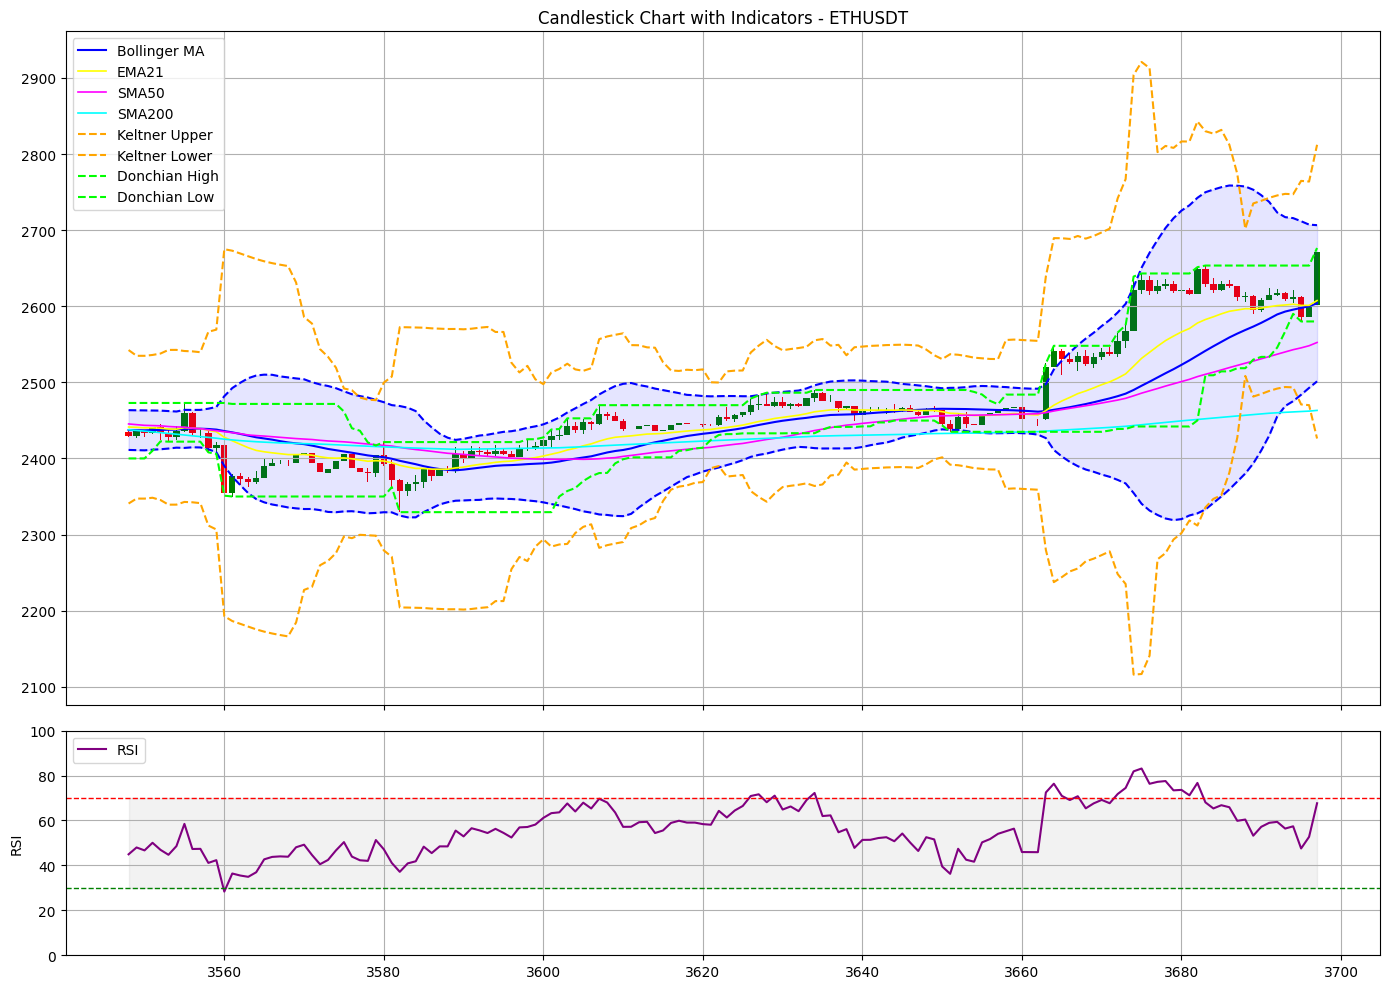 Candlestick Chart with Indicators - ETHUSDT
Bollinger MA
EMA21
SMA50
SMA200
Keltner Upper
Keltner Lower
Donchian High
Donchian Low
2900
2800
2700
2600
2500
2400
2300
2200
2100
RSI
RSI
100
80
60
40
20
0
3560 3580 3600 3620 3640 3660 3680 3700